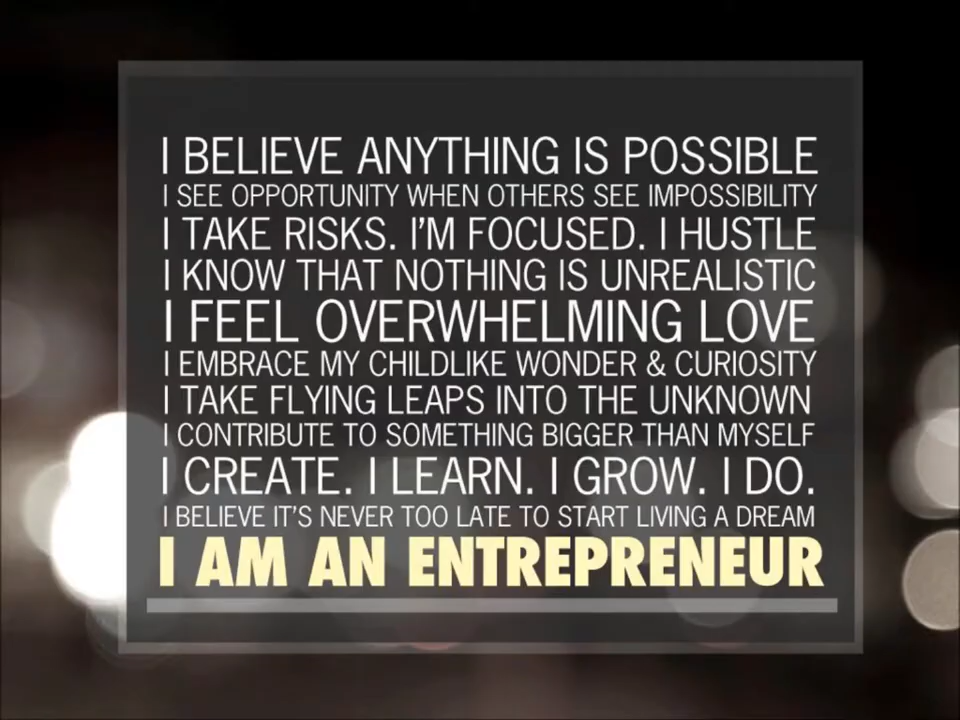 I BELIEVE ANYTHING IS POSSIBLE
I SEE OPPORTUNITY WHEN OTHERS SEE IMPOSSIBILITY
I TAKE RISKS. I'M FOCUSED. I HUSTLE
I KNOW THAT NOTHING IS UNREALISTIC
I FEEL OVERWHELMING LOVE
I EMBRACE MY CHILDLIKE WONDER & CURIOSITY
I TAKE FLYING LEAPS INTO THE UNKNOWN
I CONTRIBUTE TO SOMETHING BIGGER THAN MYSELF
I CREATE. I LEARN. I GROW. I DO.
I BELIEVE IT'S NEVER TOO LATE TO START LIVING A DREAM
I AM AN ENTREPRENEUR